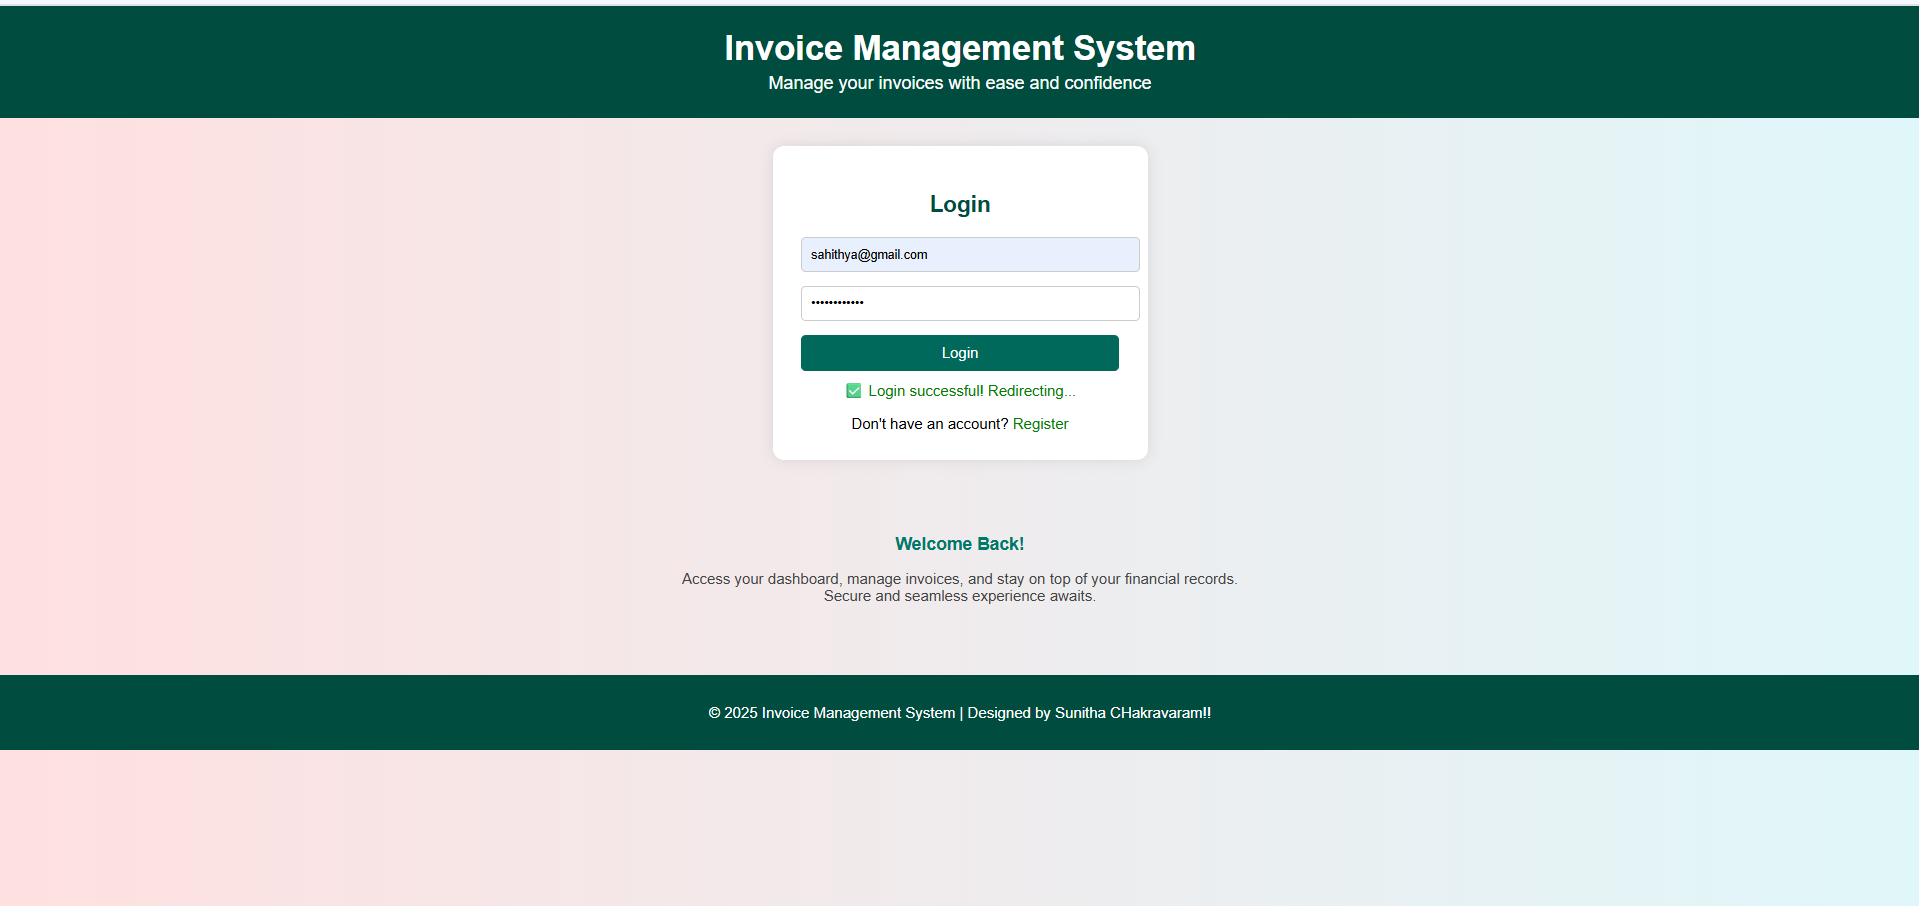 Invoice Management System
Manage your invoices with ease and confidence
Login
sahithya@gmail.com
••••••••••••
Login
✅ Login successful! Redirecting...
Don't have an account? Register
Welcome Back!
Access your dashboard, manage invoices, and stay on top of your financial records.
Secure and seamless experience awaits.
© 2025 Invoice Management System | Designed by Sunitha CHakravaram!!